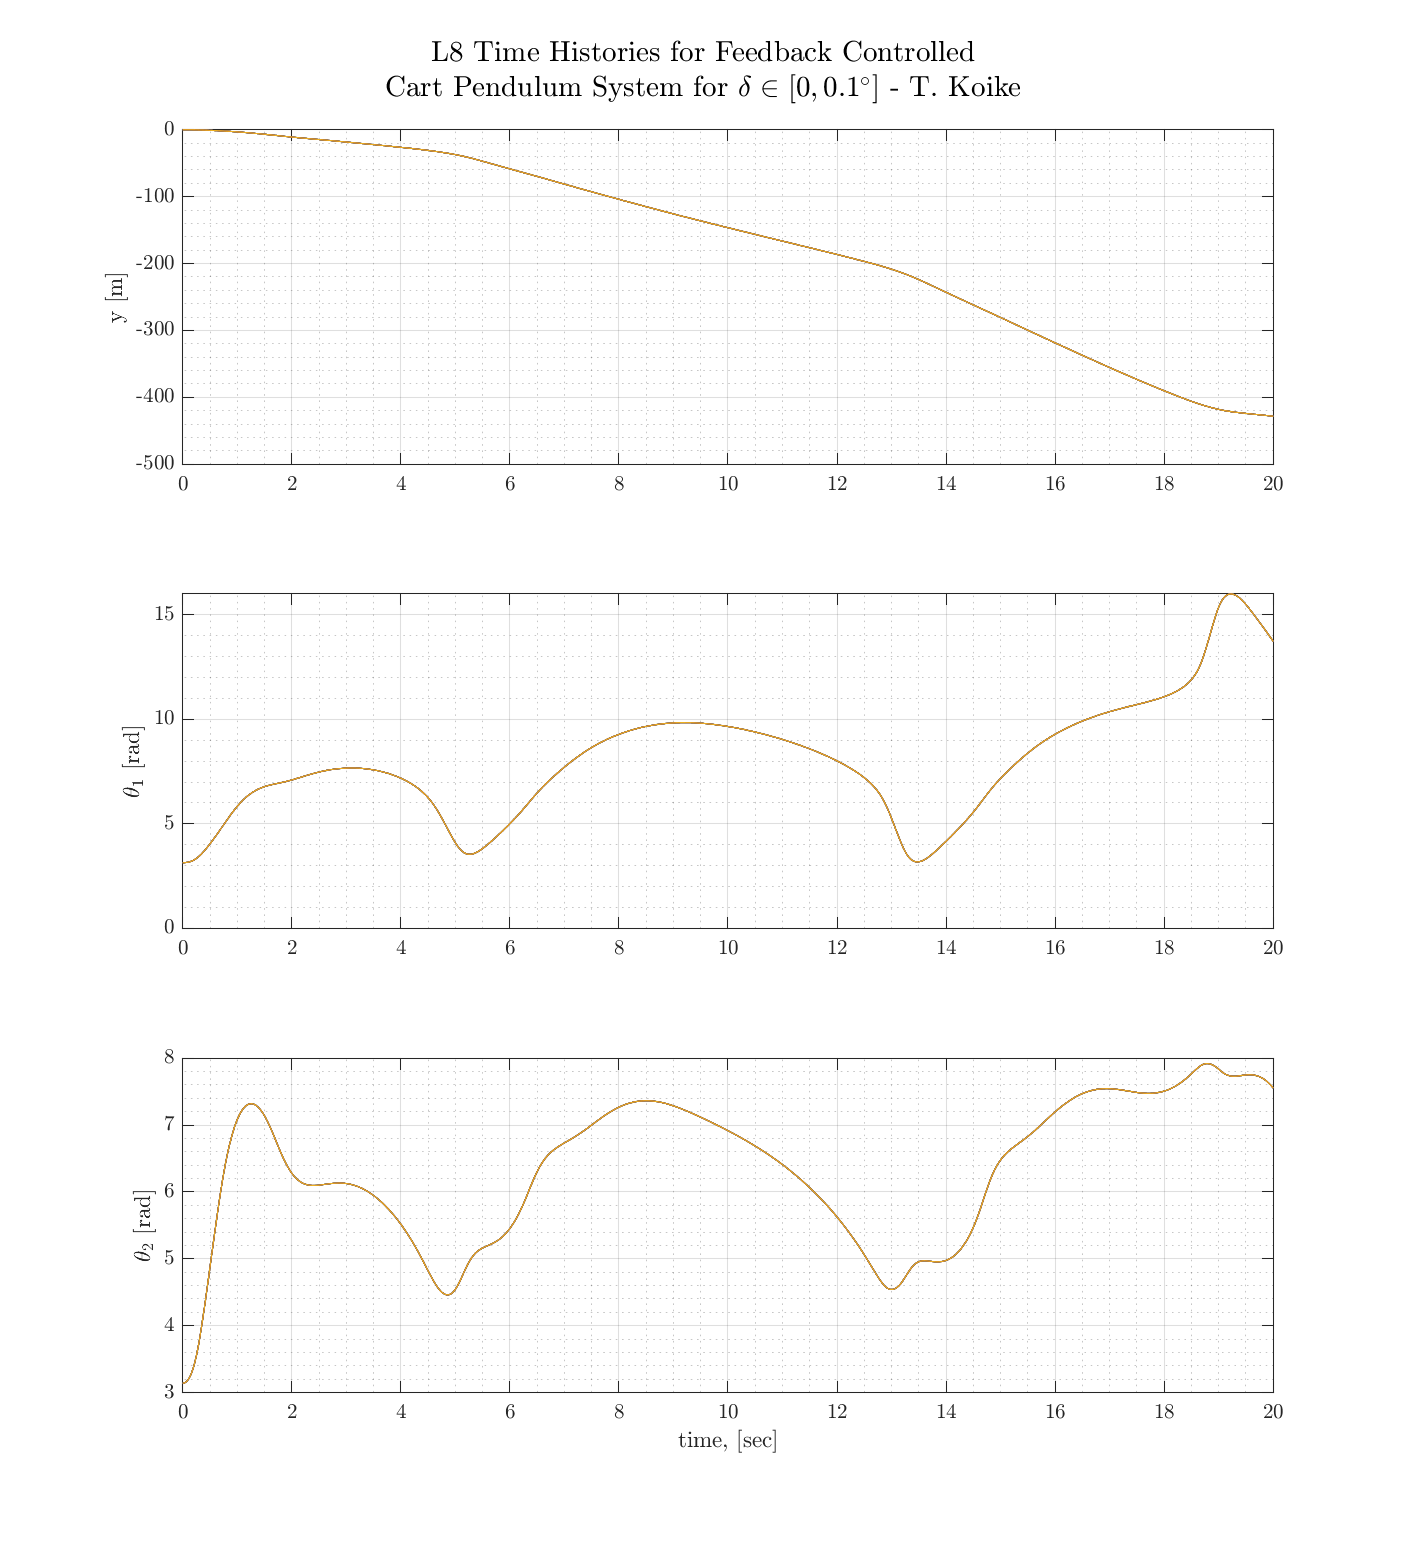 L8 Time Histories for Feedback Controlled
Cart Pendulum System for δ ∈ [0, 0.1°] - T. Koike
0
-100
-200
-300
-400
-500
y [m]
0 2 4 6 8 10 12 14 16 18 20
15
10
5
0
θ₁ [rad]
0 2 4 6 8 10 12 14 16 18 20
8
7
6
5
4
3
θ₂ [rad]
0 2 4 6 8 10 12 14 16 18 20
time, [sec]